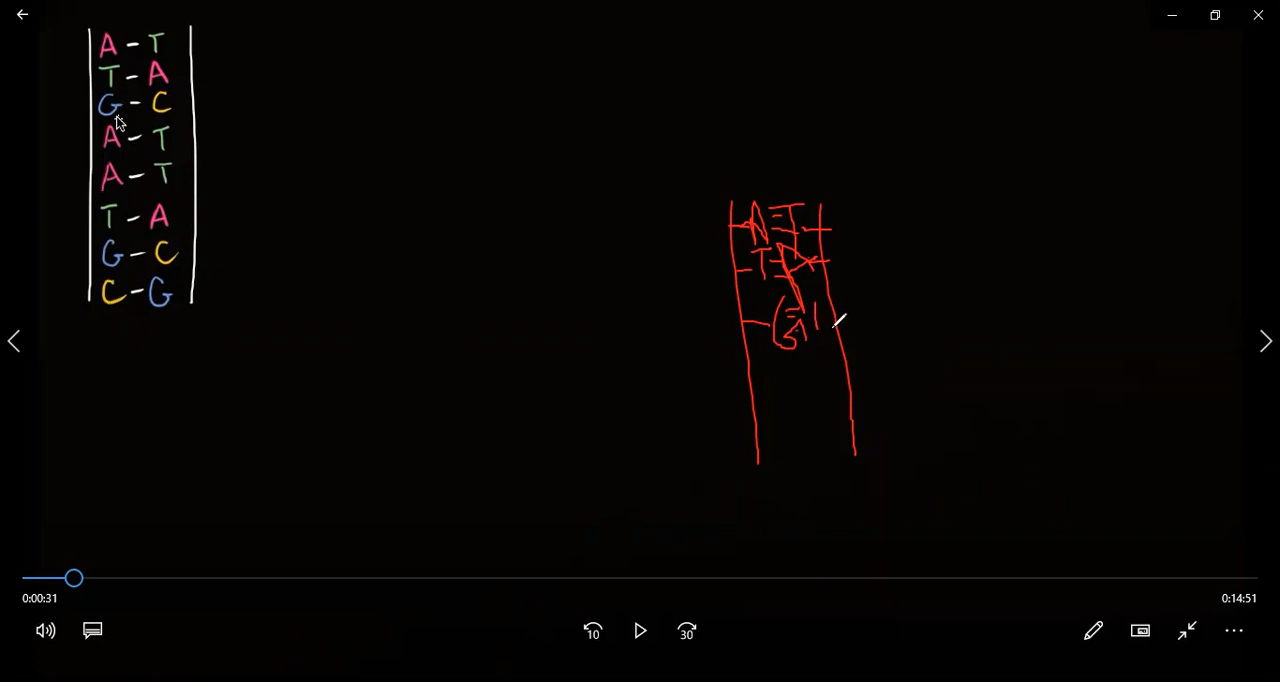 A - T
T - A
G - C
A - T
A - T
T - A
G - C
C - G
A = T
T =
0:00:31
0:14:51
10
30